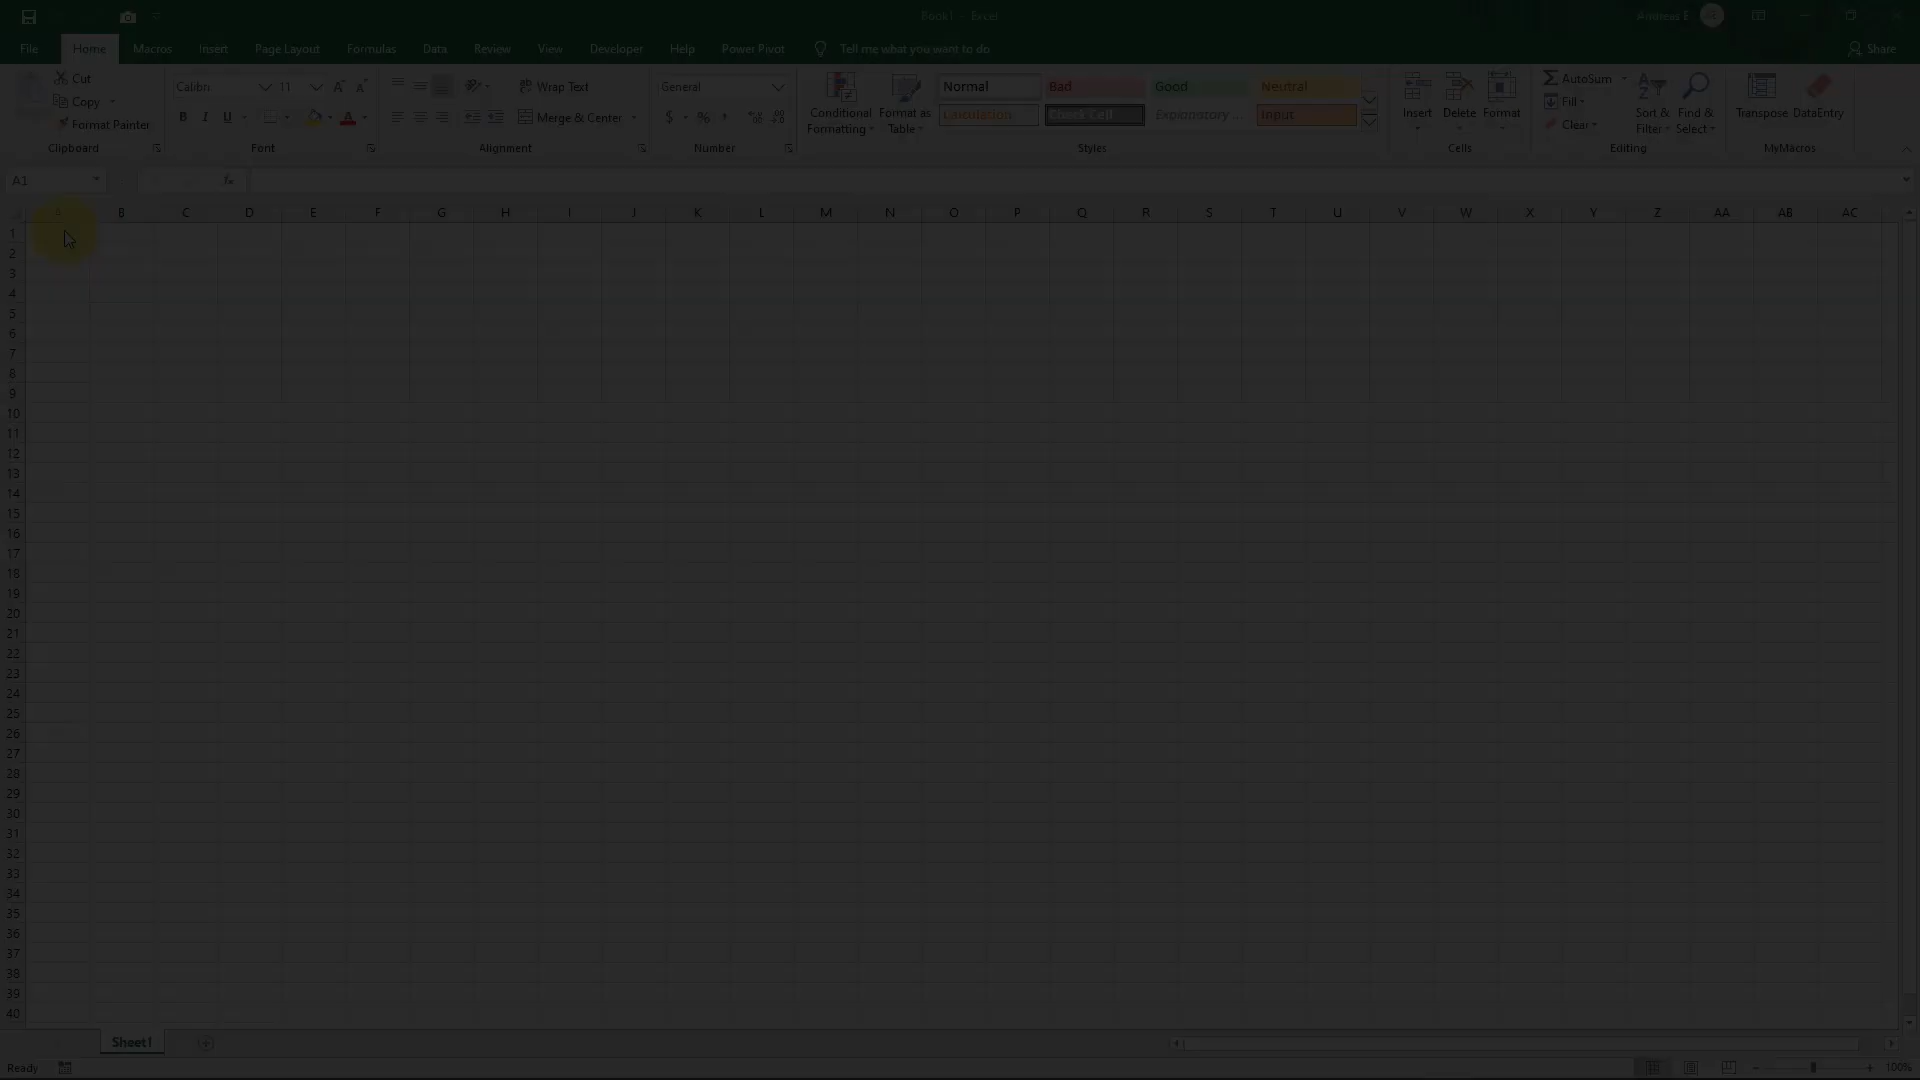 Book1 - Excel
File Home Macros Insert Page Layout Formulas Data Review View Developer Help Power Pivot Tell me what you want to do Share
Cut
Copy
Format Painter
Clipboard
Calibri 11
B I U A
Font
Wrap Text
Merge & Center
Alignment
General
$ % ,
Number
Conditional Formatting
Format as Table
Normal Bad Good Neutral
Calculation Check Cell Explanatory ... Input
Styles
Insert Delete Format
Cells
AutoSum
Fill
Clear
Sort & Filter
Find & Select
Editing
Transpose DataEntry
MyMacros
A1 fx
B C D E F G H I J K L M N O P Q R S T U V W X Y Z AA AB AC
1
2
3
4
5
6
7
8
9
10
11
12
13
14
15
16
17
18
19
20
21
22
23
24
25
26
27
28
29
30
31
32
33
34
35
36
37
38
39
40
Sheet1
Ready 100%